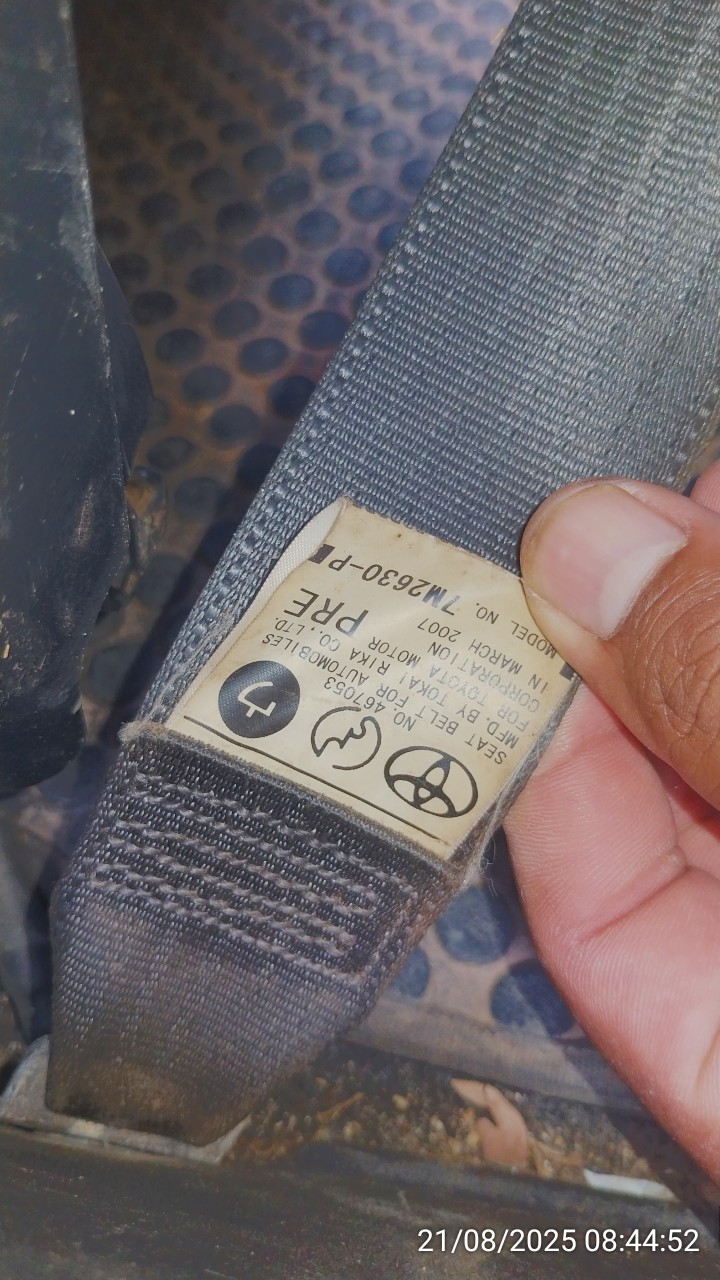 ウ
NO.467053
SEAT BELT FOR AUTOMOBILES
MFD. BY TOKAI RIKA CO., LTD.
FOR TOYOTA MOTOR
CORPORATION
IN MARCH 2007
PRE
MODEL NO. 7M2630-P
21/08/2025 08:44:52